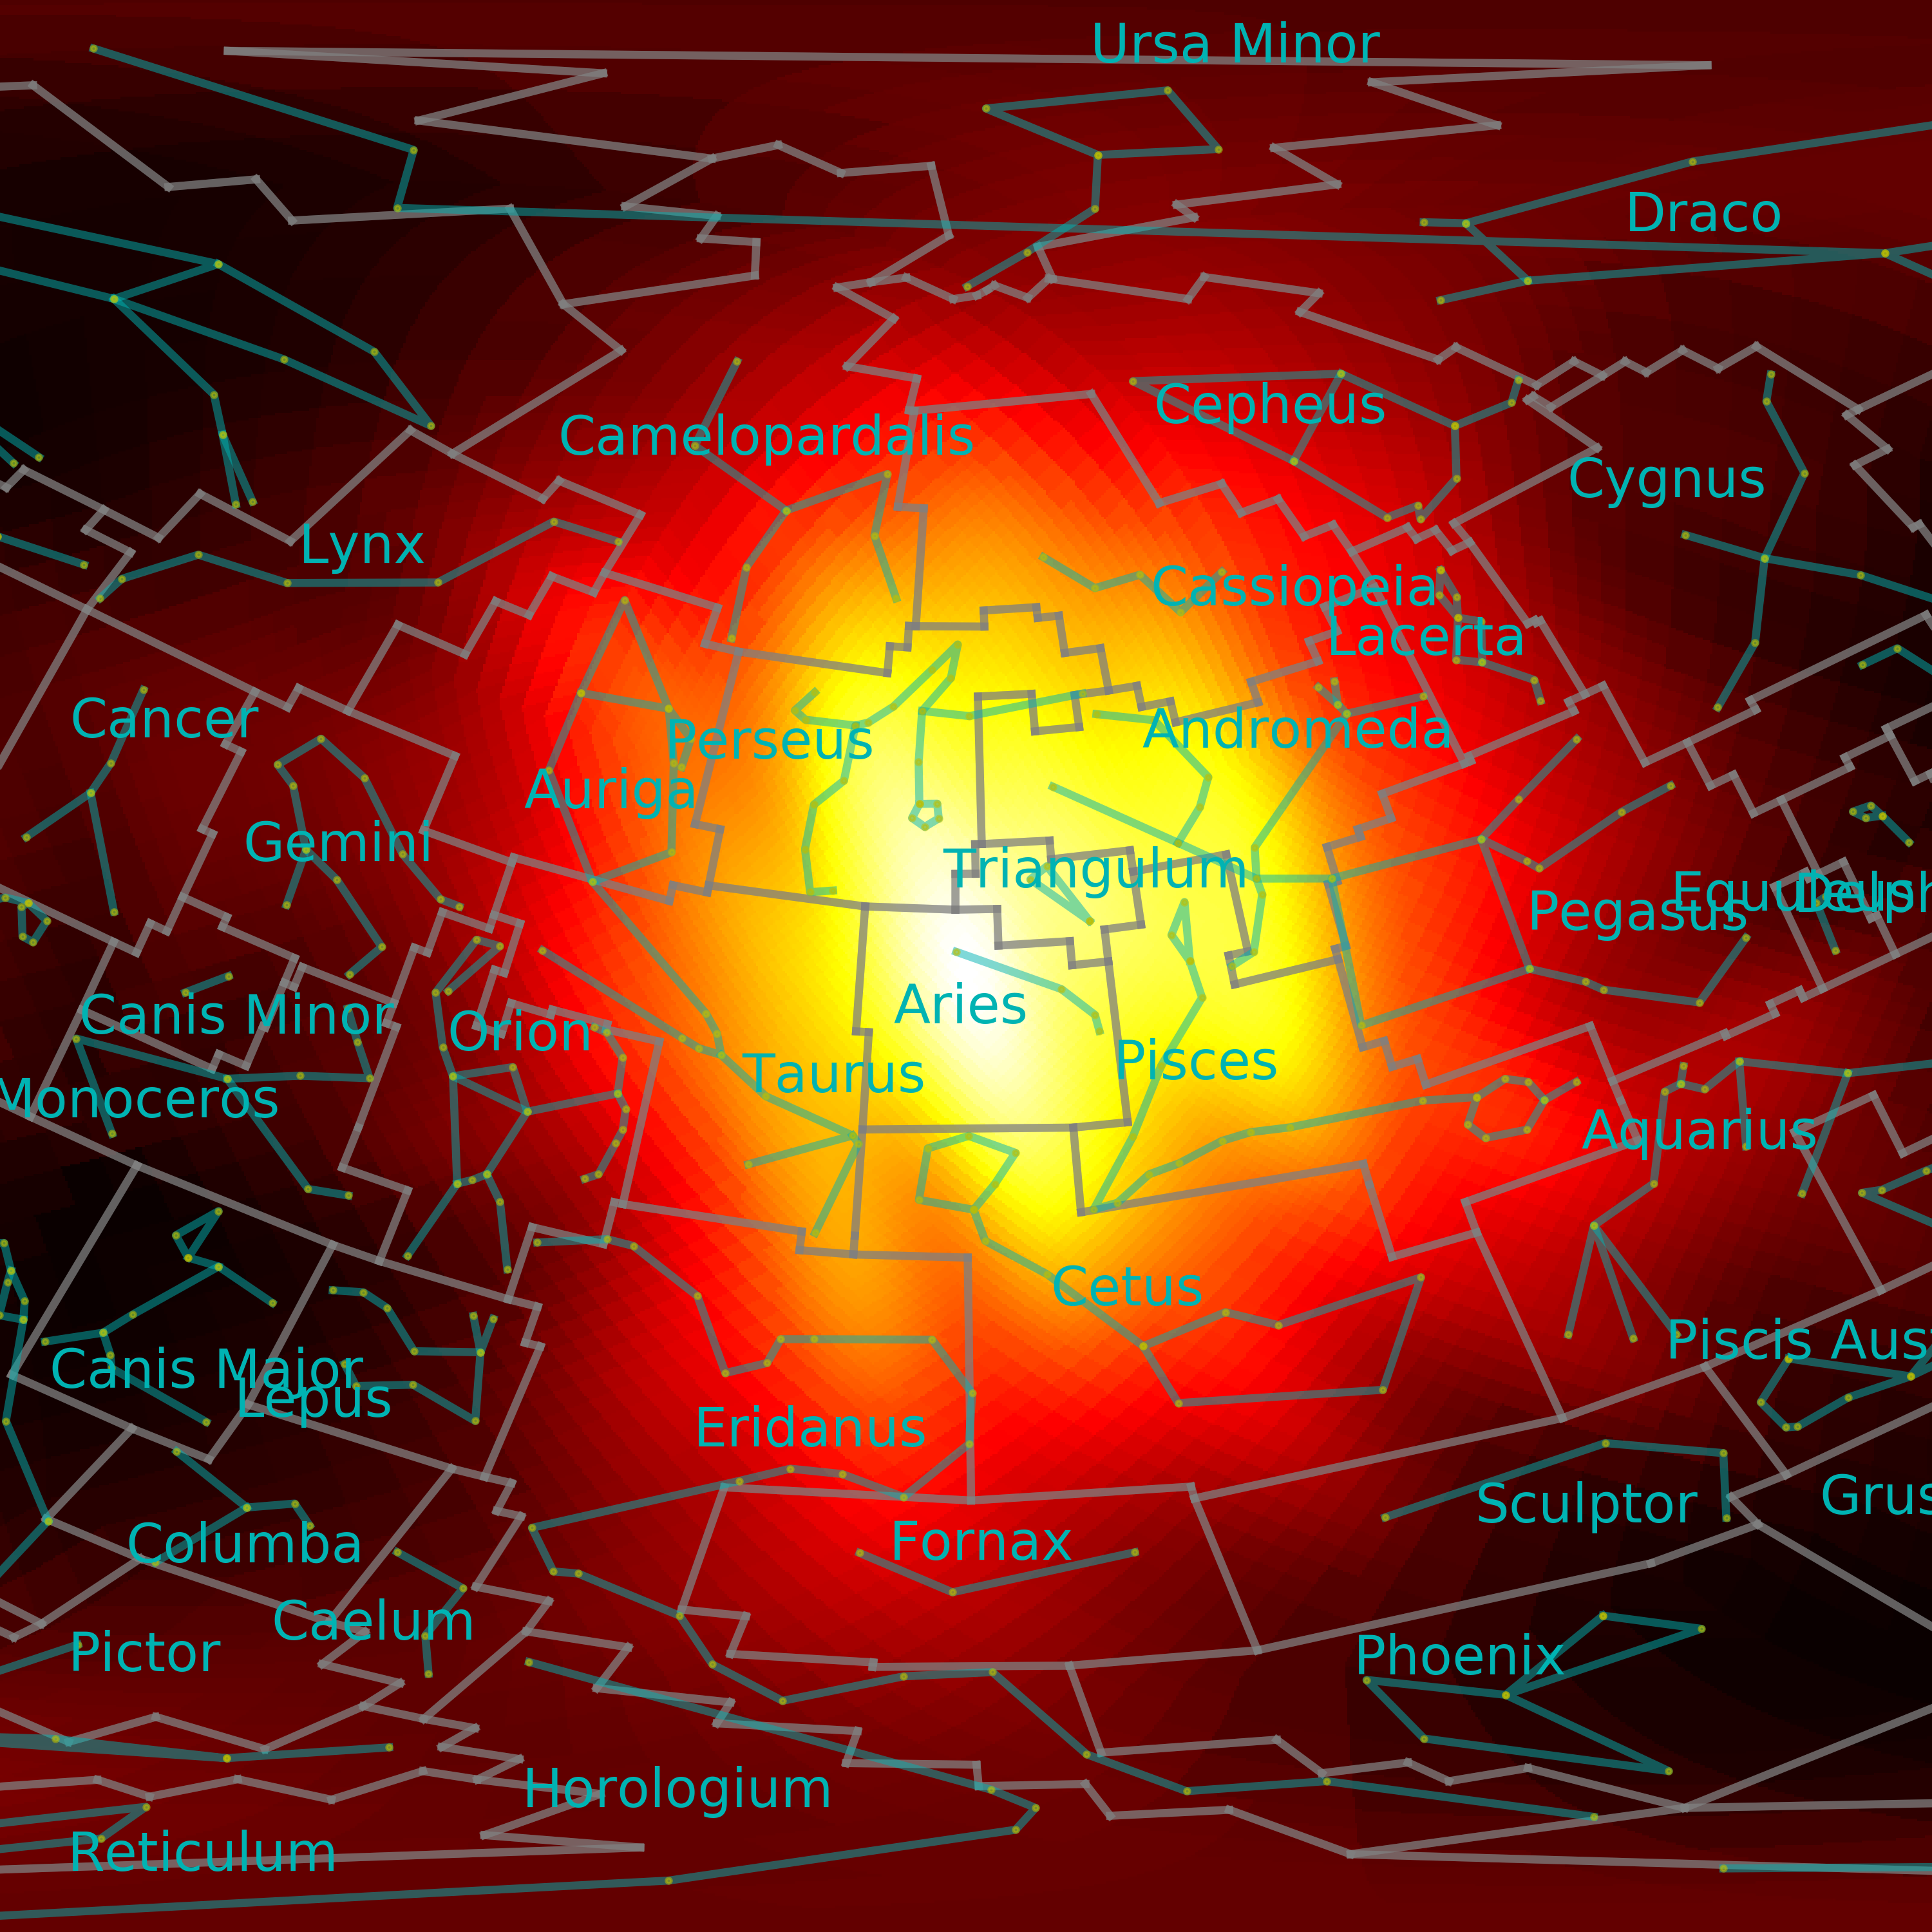 Ursa Minor
Draco
Cepheus
Camelopardalis
Cygnus
Lynx
Cassiopeia
Lacerta
Cancer
Andromeda
Perseus
Auriga
Gemini
Triangulum
Equuleus
Delph
Pegasus
Aries
Canis Minor
Orion
Pisces
Taurus
Monoceros
Aquarius
Cetus
Piscis Aust
Canis Major
Lepus
Eridanus
Grus
Sculptor
Fornax
Columba
Caelum
Pictor
Phoenix
Horologium
Reticulum